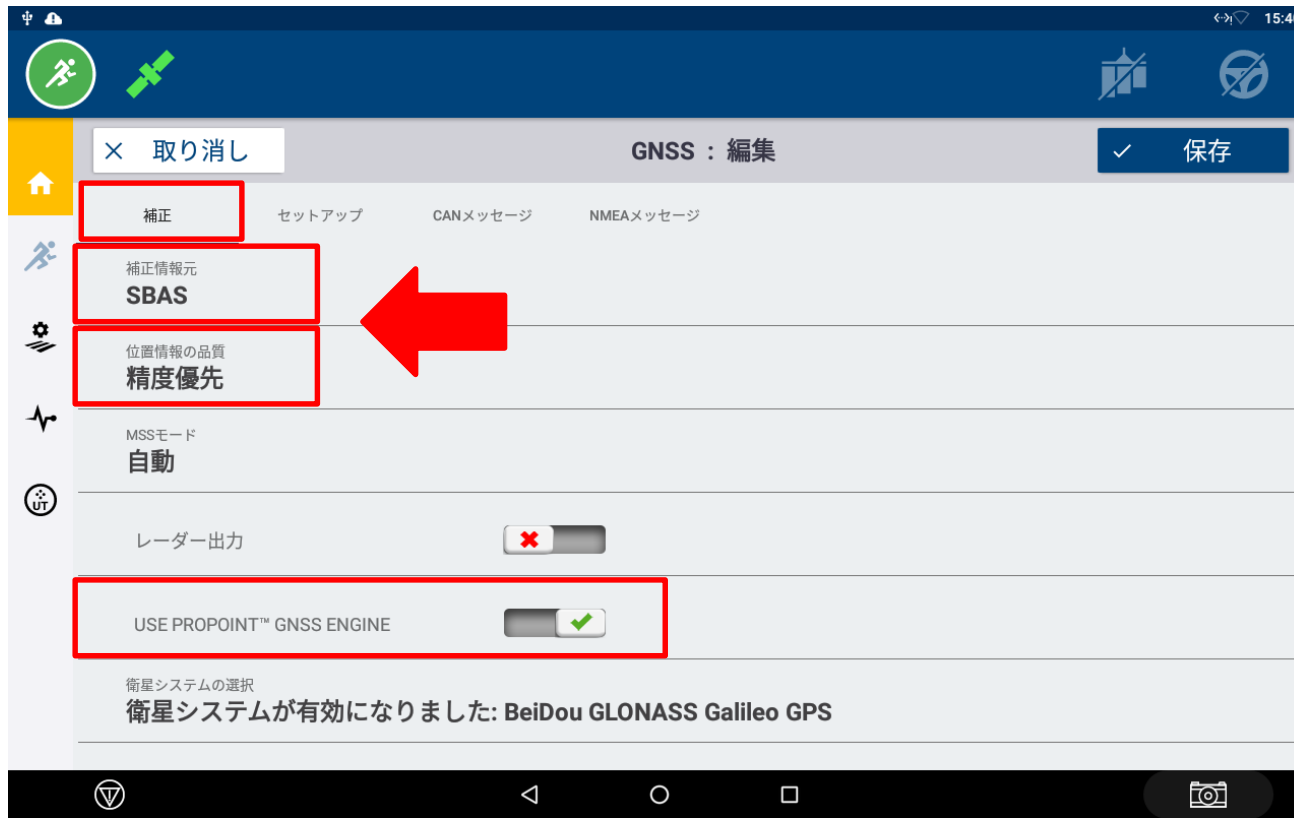 15:4
取り消し
GNSS : 編集
保存
補正
セットアップ
CANメッセージ
NMEAメッセージ
補正情報元
SBAS
位置情報の品質
精度優先
MSSモード
自動
レーダー出力
USE PROPOINT™ GNSS ENGINE
衛星システムの選択
衛星システムが有効になりました: BeiDou GLONASS Galileo GPS
UT